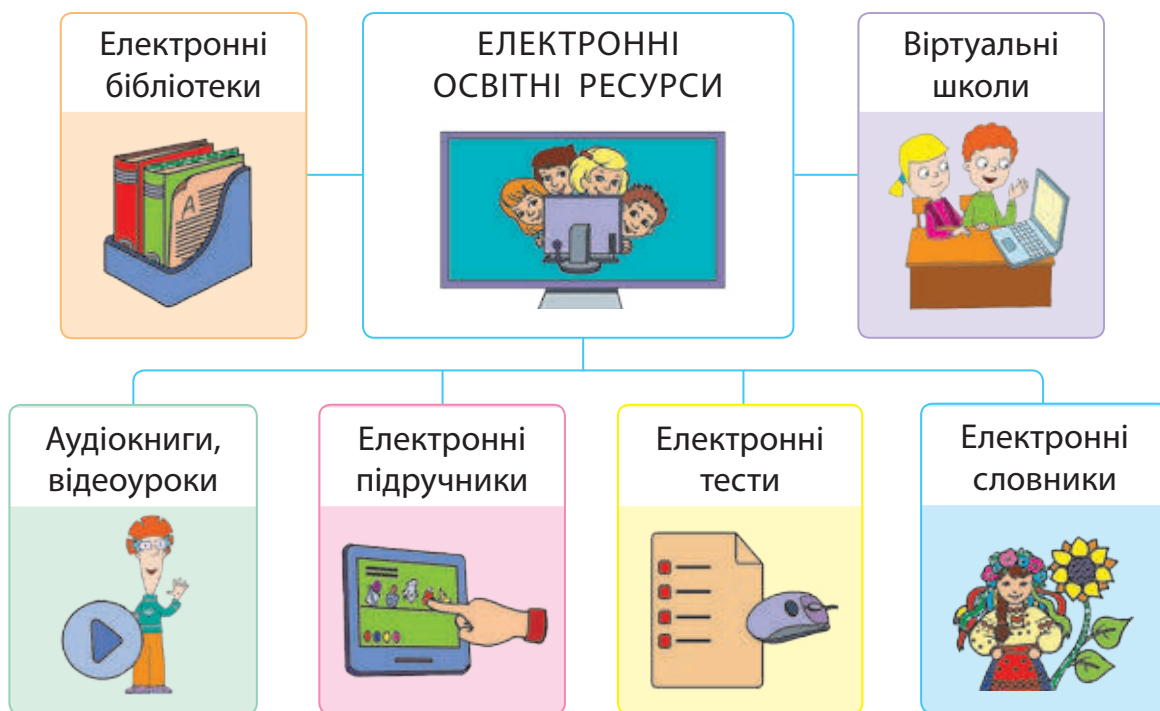 Електронні
бібліотеки
ЕЛЕКТРОННІ
ОСВІТНІ РЕСУРСИ
Віртуальні
школи
A
Аудіокниги,
відеоуроки
Електронні
підручники
Електронні
тести
Електронні
словники